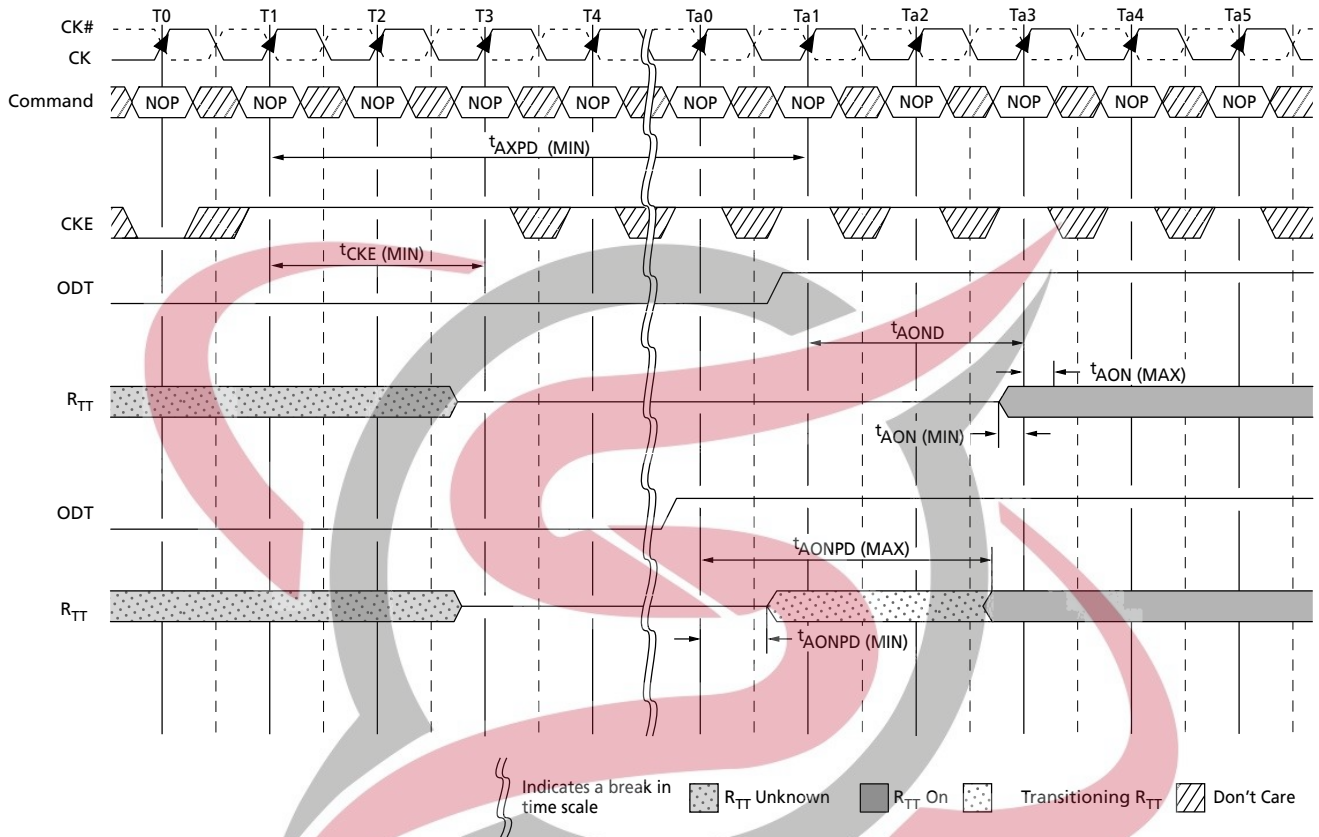 T0 T1 T2 T3 T4 Ta0 Ta1 Ta2 Ta3 Ta4 Ta5
CK#
CK
Command NOP NOP NOP NOP NOP NOP NOP NOP NOP NOP NOP
tAXPD (MIN)
CKE
tCKE (MIN)
ODT
tAOND
tAON (MAX)
RTT
tAON (MIN)
ODT
tAONPD (MAX)
RTT
tAONPD (MIN)
Indicates a break in
time scale
RTT Unknown
RTT On
Transitioning RTT
Don't Care